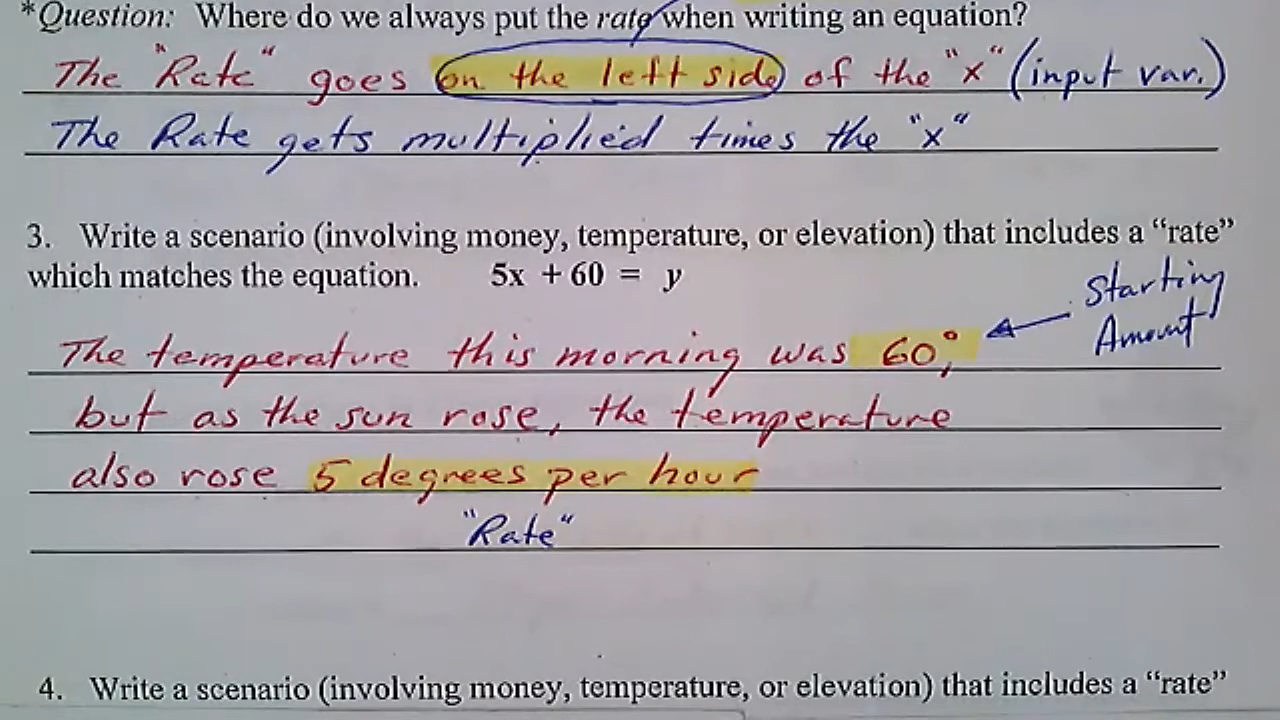 *Question: Where do we always put the rate when writing an equation?
The "Rate" goes on the left side of the "x" (input var.)
The Rate gets multiplied times the "x"
3. Write a scenario (involving money, temperature, or elevation) that includes a “rate”
which matches the equation. 5x + 60 = y
Starting
Amount
The temperature this morning was 60°,
but as the sun rose, the temperature
also rose 5 degrees per hour
"Rate"
4. Write a scenario (involving money, temperature, or elevation) that includes a “rate”